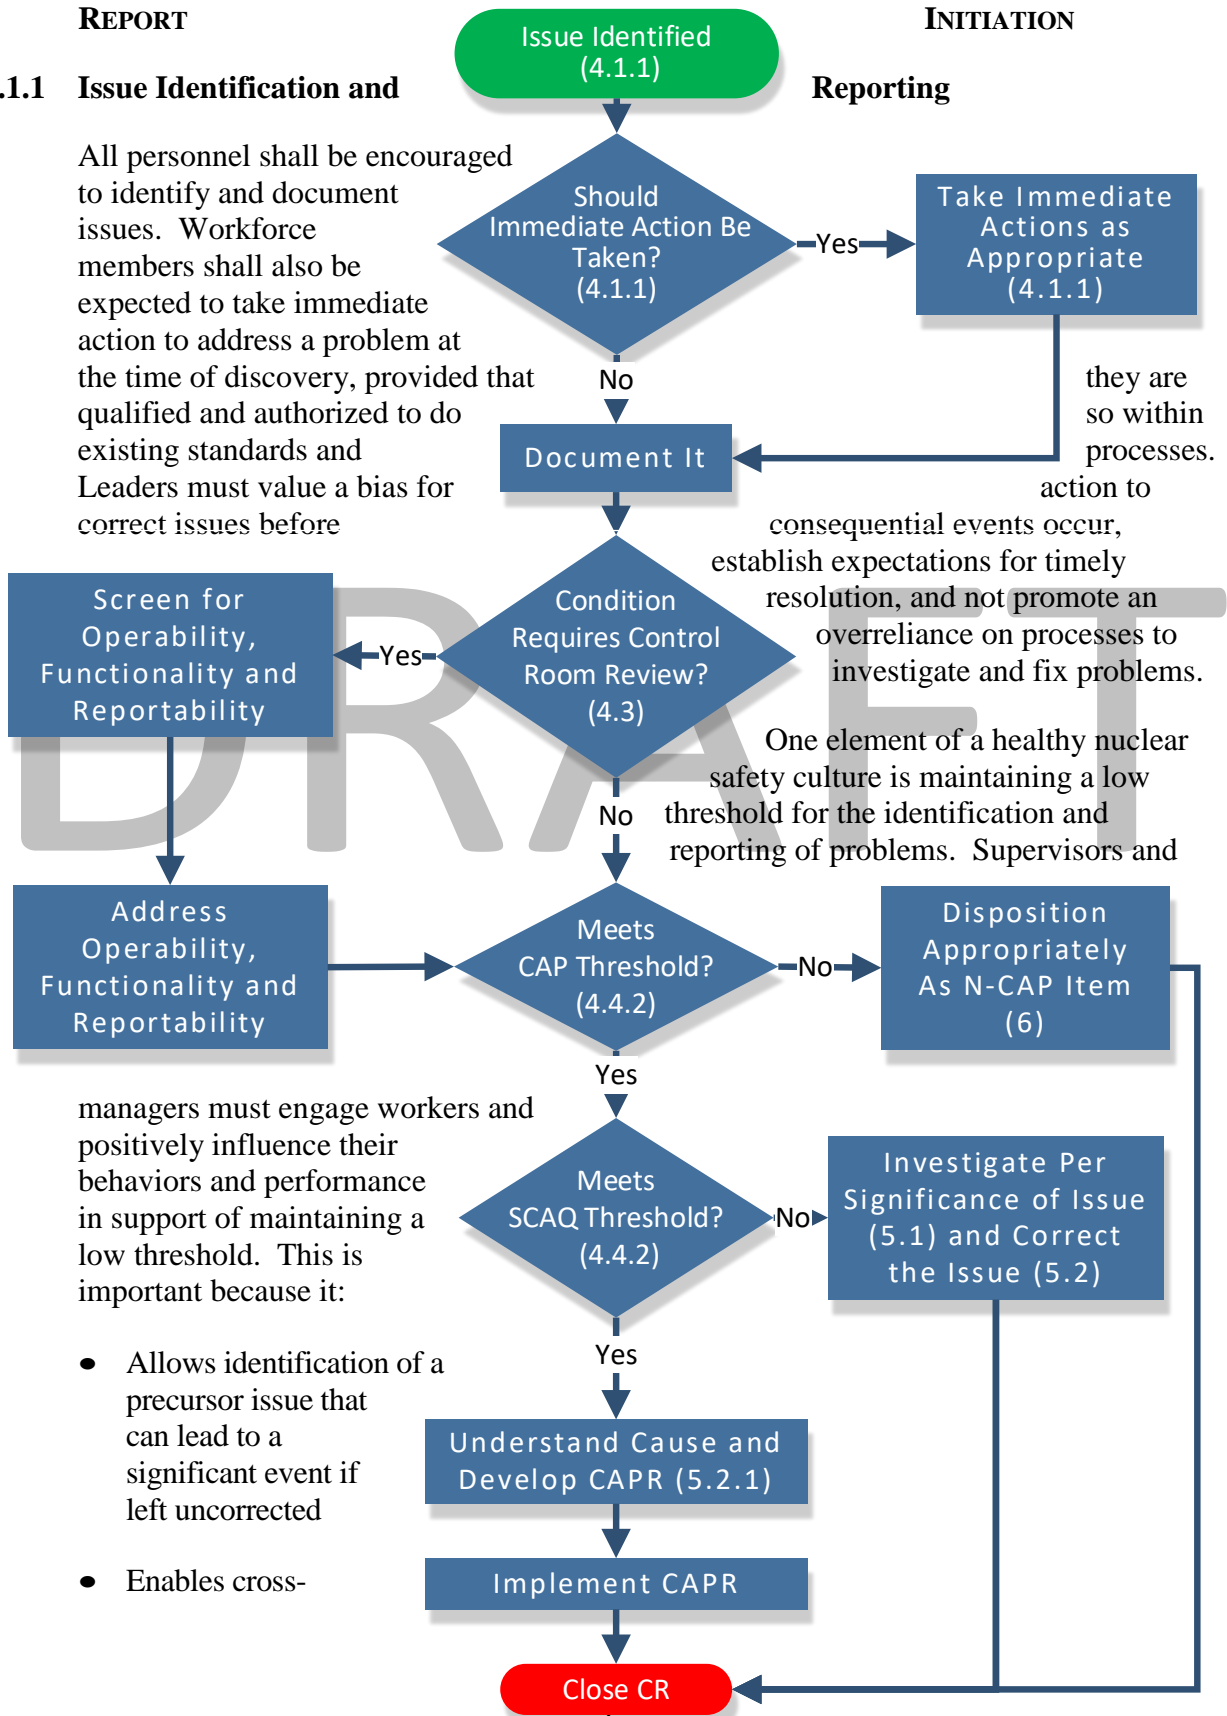 REPORT INITIATION
.1.1 Issue Identification and Reporting
Issue Identified
(4.1.1)
All personnel shall be encouraged
to identify and document
issues. Workforce
members shall also be
expected to take immediate
action to address a problem at
the time of discovery, provided that they are
qualified and authorized to do so within
existing standards and processes.
Leaders must value a bias for action to
correct issues before consequential events occur,
establish expectations for timely
resolution, and not promote an
overreliance on processes to
investigate and fix problems.
One element of a healthy nuclear
safety culture is maintaining a low
threshold for the identification and
reporting of problems. Supervisors and
managers must engage workers and
positively influence their
behaviors and performance
in support of maintaining a
low threshold. This is
important because it:
• Allows identification of a
precursor issue that
can lead to a
significant event if
left uncorrected
• Enables cross-
Should
Immediate Action Be
Taken?
(4.1.1)
Yes
Take Immediate
Actions as
Appropriate
(4.1.1)
No
Document It
Condition
Requires Control
Room Review?
(4.3)
Yes
Screen for
Operability,
Functionality and
Reportability
Address
Operability,
Functionality and
Reportability
No
Meets
CAP Threshold?
(4.4.2)
No
Disposition
Appropriately
As N-CAP Item
(6)
Yes
Meets
SCAQ Threshold?
(4.4.2)
No
Investigate Per
Significance of Issue
(5.1) and Correct
the Issue (5.2)
Yes
Understand Cause and
Develop CAPR (5.2.1)
Implement CAPR
Close CR
DRAFT